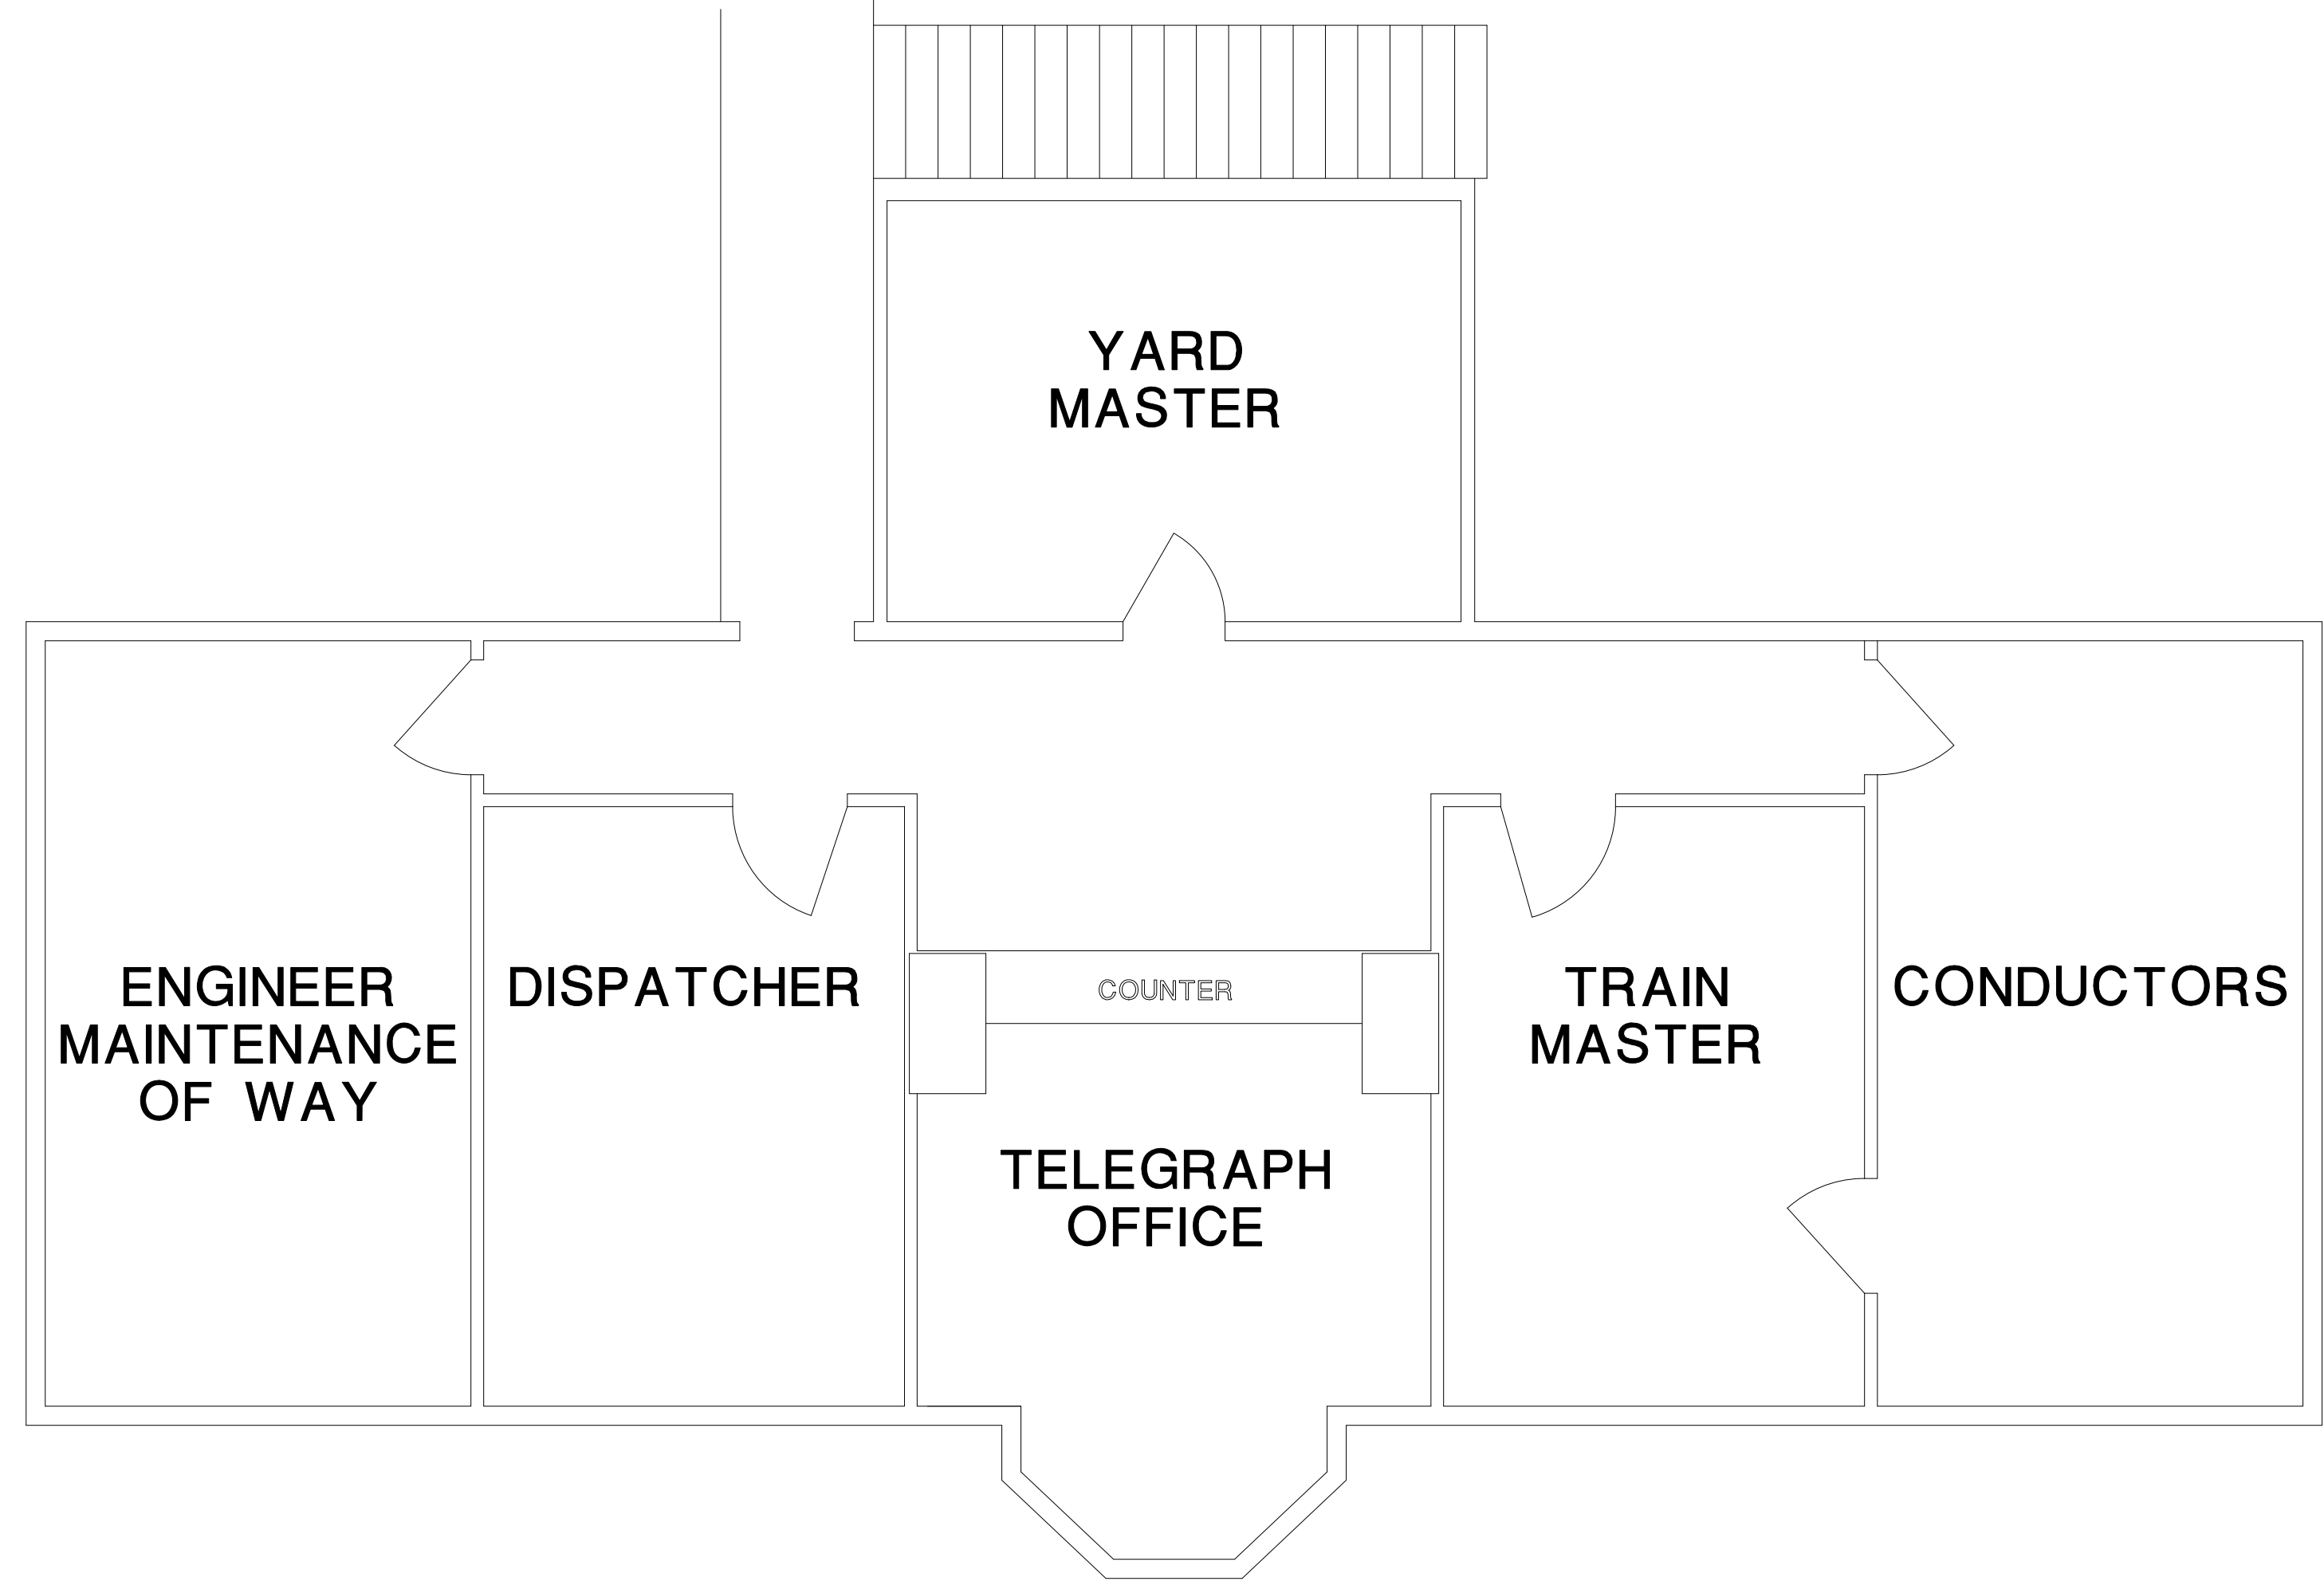 YARD
MASTER
ENGINEER
MAINTENANCE
OF WAY
DISPATCHER
COUNTER
TELEGRAPH
OFFICE
TRAIN
MASTER
CONDUCTORS